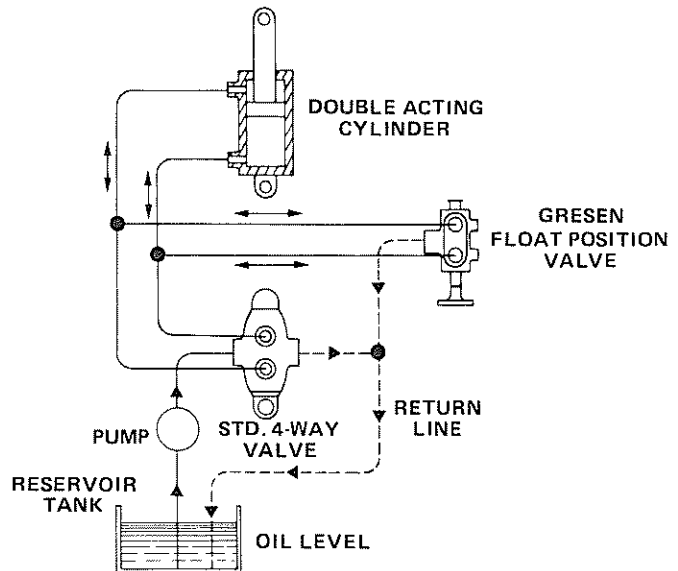 DOUBLE ACTING
CYLINDER
GRESEN
FLOAT POSITION
VALVE
RETURN
LINE
PUMP
STD. 4-WAY
VALVE
RESERVOIR
TANK
OIL LEVEL